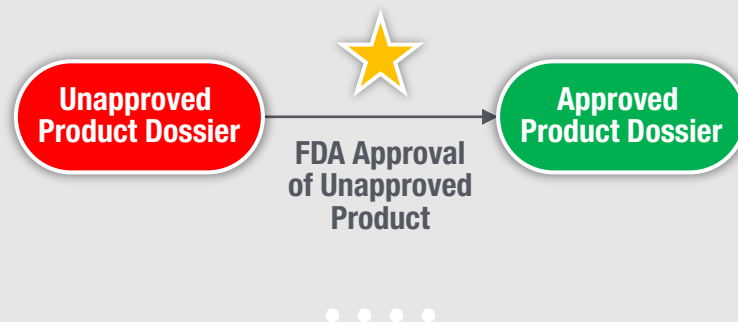 Unapproved
Product Dossier
FDA Approval
of Unapproved
Product
Approved
Product Dossier